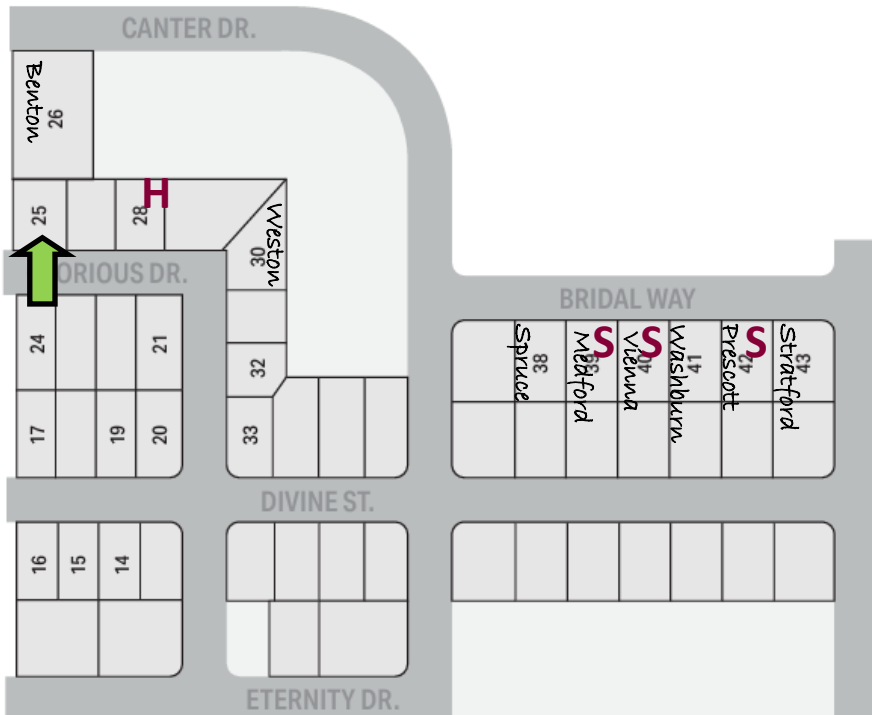 CANTER DR.
Benton
26
25
28
H
Weston
30
ORIOUS DR.
BRIDAL WAY
24
21
32
Spruce
38
Medford
39
S
Vienna
40
S
Washburn
41
Prescott
42
S
Stratford
43
17
19
20
33
DIVINE ST.
16
15
14
ETERNITY DR.